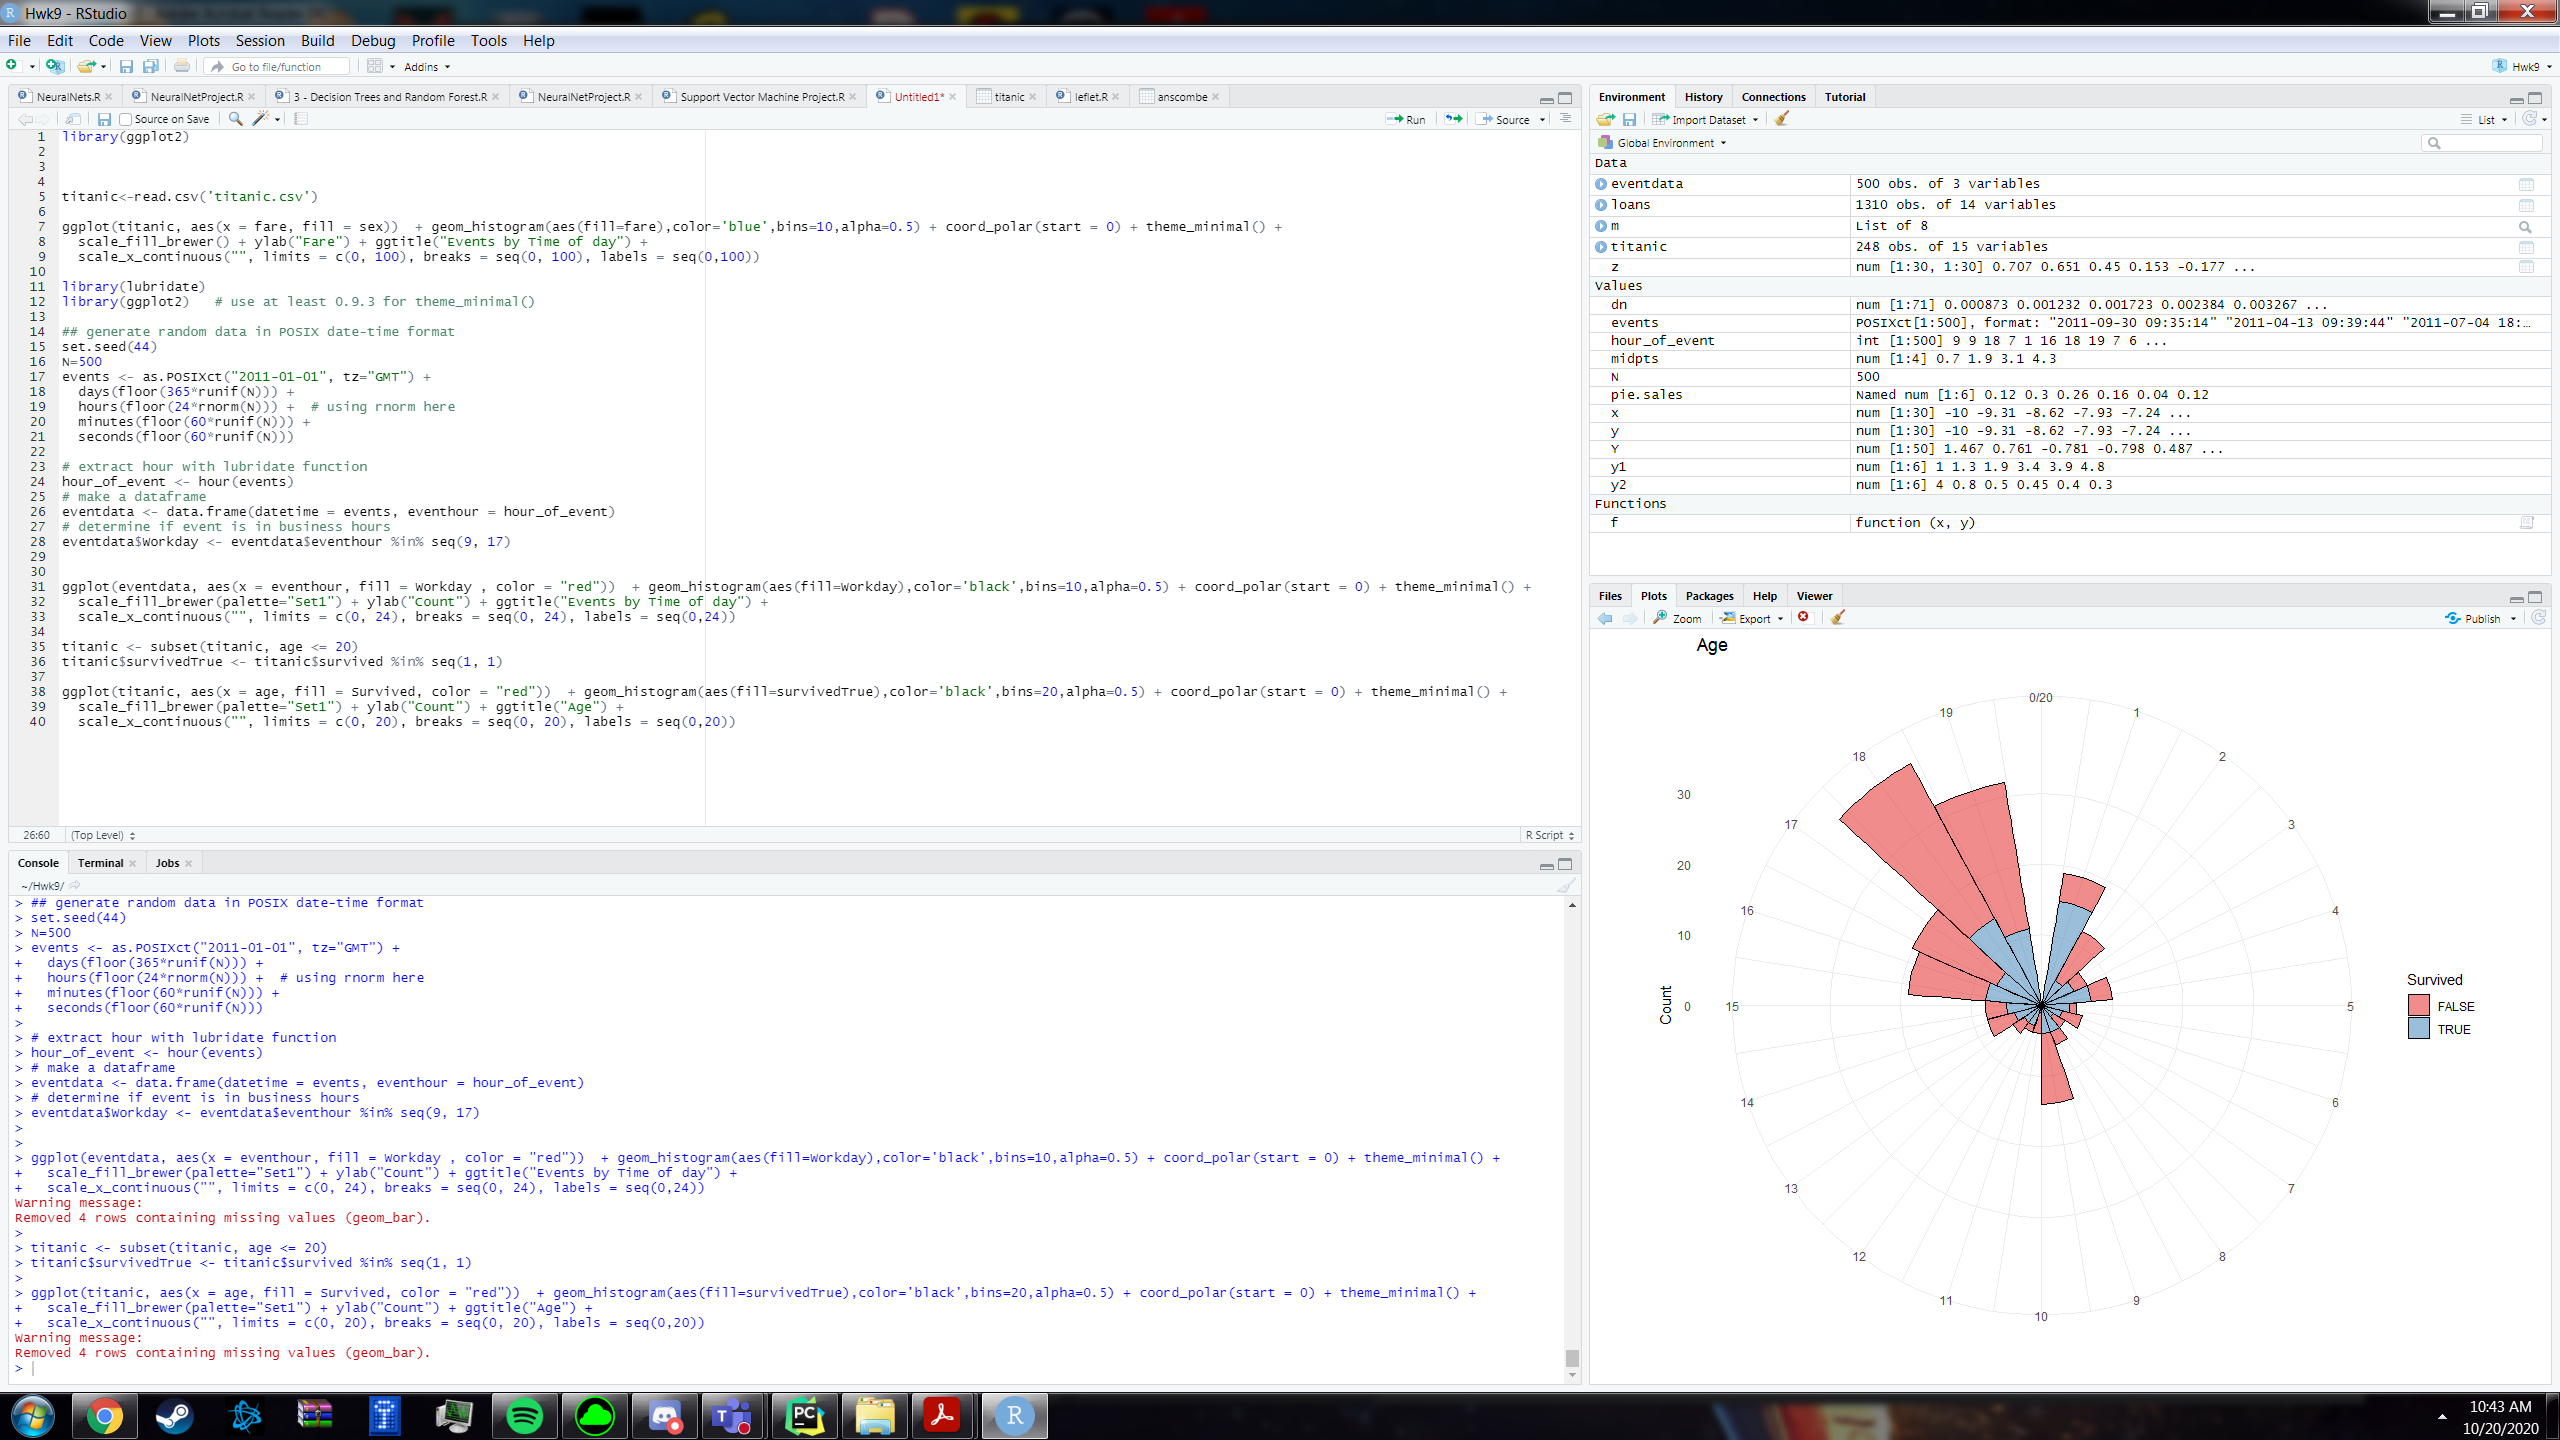 Hwk9 - RStudio
File Edit Code View Plots Session Build Debug Profile Tools Help
Go to file/function Addins Hwk9
NeuralNets.R NeuralNetProject.R 3 - Decision Trees and Random Forest.R NeuralNetProject.R Support Vector Machine Project.R Untitled1* titanic leflet.R anscombe
Source on Save Run Source
1 library(ggplot2)
2
3
4
5 titanic<-read.csv('titanic.csv')
6
7 ggplot(titanic, aes(x = fare, fill = sex))  + geom_histogram(aes(fill=fare),color='blue',bins=10,alpha=0.5) + coord_polar(start = 0) + theme_minimal() +
8   scale_fill_brewer() + ylab("Fare") + ggtitle("Events by Time of day") +
9   scale_x_continuous("", limits = c(0, 100), breaks = seq(0, 100), labels = seq(0,100))
10
11 library(lubridate)
12 library(ggplot2)   # use at least 0.9.3 for theme_minimal()
13
14 ## generate random data in POSIX date-time format
15 set.seed(44)
16 N=500
17 events <- as.POSIXct("2011-01-01", tz="GMT") +
18   days(floor(365*runif(N))) +
19   hours(floor(24*rnorm(N))) +  # using rnorm here
20   minutes(floor(60*runif(N))) +
21   seconds(floor(60*runif(N)))
22
23 # extract hour with lubridate function
24 hour_of_event <- hour(events)
25 # make a dataframe
26 eventdata <- data.frame(datetime = events, eventhour = hour_of_event)
27 # determine if event is in business hours
28 eventdata$Workday <- eventdata$eventhour %in% seq(9, 17)
29
30
31 ggplot(eventdata, aes(x = eventhour, fill = Workday , color = "red"))  + geom_histogram(aes(fill=Workday),color='black',bins=10,alpha=0.5) + coord_polar(start = 0) + theme_minimal() +
32   scale_fill_brewer(palette="Set1") + ylab("Count") + ggtitle("Events by Time of day") +
33   scale_x_continuous("", limits = c(0, 24), breaks = seq(0, 24), labels = seq(0,24))
34
35 titanic <- subset(titanic, age <= 20)
36 titanic$survivedTrue <- titanic$survived %in% seq(1, 1)
37
38 ggplot(titanic, aes(x = age, fill = Survived, color = "red"))  + geom_histogram(aes(fill=survivedTrue),color='black',bins=20,alpha=0.5) + coord_polar(start = 0) + theme_minimal() +
39   scale_fill_brewer(palette="Set1") + ylab("Count") + ggtitle("Age") +
40   scale_x_continuous("", limits = c(0, 20), breaks = seq(0, 20), labels = seq(0,20))
26:60 (Top Level) R Script
Console Terminal Jobs
~/Hwk9/
> ## generate random data in POSIX date-time format
> set.seed(44)
> N=500
> events <- as.POSIXct("2011-01-01", tz="GMT") +
+   days(floor(365*runif(N))) +
+   hours(floor(24*rnorm(N))) +  # using rnorm here
+   minutes(floor(60*runif(N))) +
+   seconds(floor(60*runif(N)))
>
> # extract hour with lubridate function
> hour_of_event <- hour(events)
> # make a dataframe
> eventdata <- data.frame(datetime = events, eventhour = hour_of_event)
> # determine if event is in business hours
> eventdata$Workday <- eventdata$eventhour %in% seq(9, 17)
>
>
> ggplot(eventdata, aes(x = eventhour, fill = Workday , color = "red"))  + geom_histogram(aes(fill=Workday),color='black',bins=10,alpha=0.5) + coord_polar(start = 0) + theme_minimal() +
+   scale_fill_brewer(palette="Set1") + ylab("Count") + ggtitle("Events by Time of day") +
+   scale_x_continuous("", limits = c(0, 24), breaks = seq(0, 24), labels = seq(0,24))
Warning message:
Removed 4 rows containing missing values (geom_bar).
>
> titanic <- subset(titanic, age <= 20)
> titanic$survivedTrue <- titanic$survived %in% seq(1, 1)
>
> ggplot(titanic, aes(x = age, fill = Survived, color = "red"))  + geom_histogram(aes(fill=survivedTrue),color='black',bins=20,alpha=0.5) + coord_polar(start = 0) + theme_minimal() +
+   scale_fill_brewer(palette="Set1") + ylab("Count") + ggtitle("Age") +
+   scale_x_continuous("", limits = c(0, 20), breaks = seq(0, 20), labels = seq(0,20))
Warning message:
Removed 4 rows containing missing values (geom_bar).
>
Environment History Connections Tutorial
Import Dataset List
Global Environment
Data
eventdata 500 obs. of 3 variables
loans 1310 obs. of 14 variables
m List of 8
titanic 248 obs. of 15 variables
z num [1:30, 1:30] 0.707 0.651 0.45 0.153 -0.177 ...
Values
dn num [1:71] 0.000873 0.001232 0.001723 0.002384 0.003267 ...
events POSIXct[1:500], format: "2011-09-30 09:35:14" "2011-04-13 09:39:44" "2011-07-04 18:...
hour_of_event int [1:500] 9 9 18 7 1 16 18 19 7 6 ...
midpts num [1:4] 0.7 1.9 3.1 4.3
N 500
pie.sales Named num [1:6] 0.12 0.3 0.26 0.16 0.04 0.12
x num [1:30] -10 -9.31 -8.62 -7.93 -7.24 ...
y num [1:30] -10 -9.31 -8.62 -7.93 -7.24 ...
Y num [1:50] 1.467 0.761 -0.781 -0.798 0.487 ...
y1 num [1:6] 1 1.3 1.9 3.4 3.9 4.8
y2 num [1:6] 4 0.8 0.5 0.45 0.4 0.3
Functions
f function (x, y)
Files Plots Packages Help Viewer
Zoom Export Publish
Age
0/20
19 1
18 2
30
17 3
20
16 4
10
Survived
Count 0 15 5 FALSE
TRUE
14 6
13 7
12 8
11 9
10
10:43 AM
10/20/2020